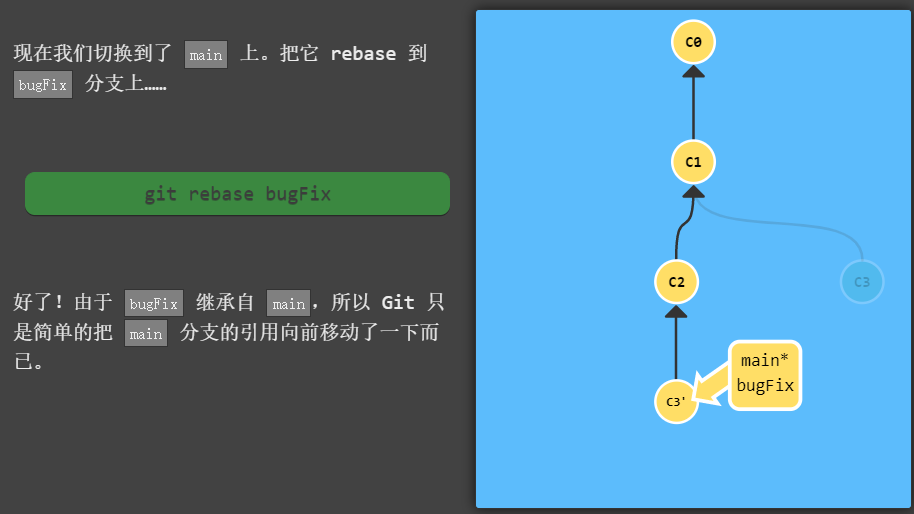 现在我们切换到了 main 上。把它 rebase 到
bugFix 分支上……
git rebase bugFix
好了！由于 bugFix 继承自 main，所以 Git 只
是简单的把 main 分支的引用向前移动了一下而
已。
C0
C1
C2
C3
C3'
main*
bugFix